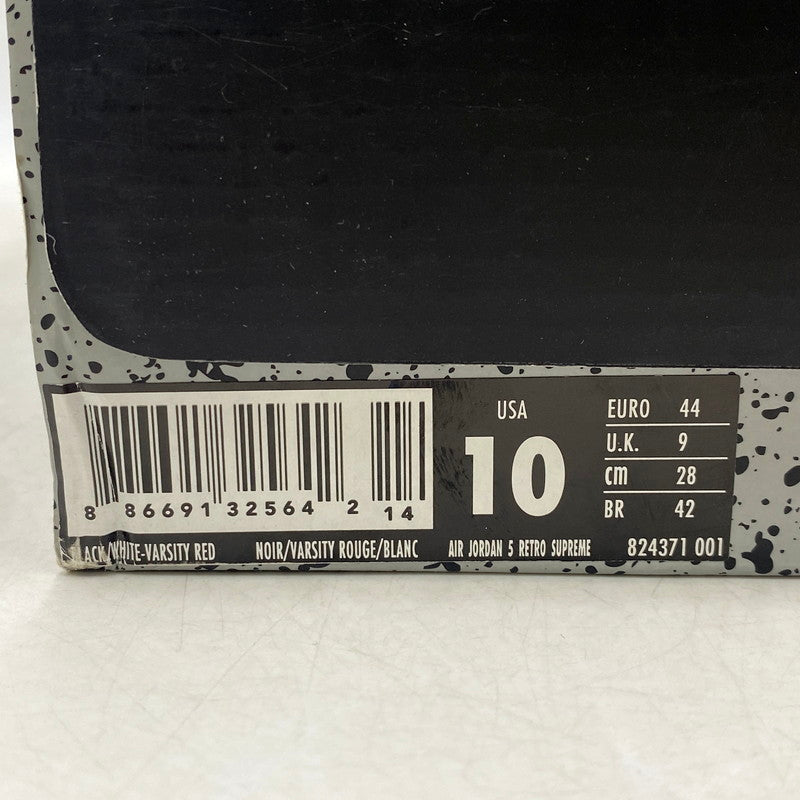 USA
10
EURO 44
U.K. 9
cm 28
BR 42
8 86691 32564 2 14
BLACK/WHITE-VARSITY RED NOIR/VARSITY ROUGE/BLANC AIR JORDAN 5 RETRO SUPREME 824371 001